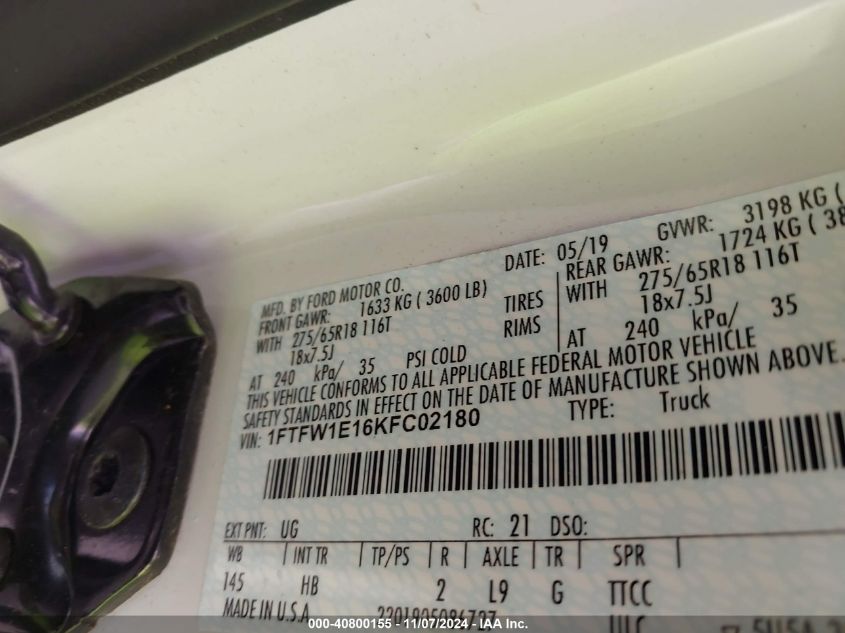 MFD. BY FORD MOTOR CO. DATE: 05/19 GVWR: 3198 KG (
FRONT GAWR: 1633 KG ( 3600 LB) REAR GAWR: 1724 KG ( 38
WITH 275/65R18 116T TIRES WITH 275/65R18 116T
18x7.5J RIMS 18x7.5J
AT 240 kPa/ 35 PSI COLD AT 240 kPa/ 35
THIS VEHICLE CONFORMS TO ALL APPLICABLE FEDERAL MOTOR VEHICLE
SAFETY STANDARDS IN EFFECT ON THE DATE OF MANUFACTURE SHOWN ABOVE.
VIN: 1FTFW1E16KFC02180 TYPE: Truck
EXT PNT: UG RC: 21 DSO:
WB INT TR TP/PS R AXLE TR SPR
145 HB 2 L9 G TTCC
MADE IN U.S.A.
000-40800155 - 11/07/2024 - IAA Inc.